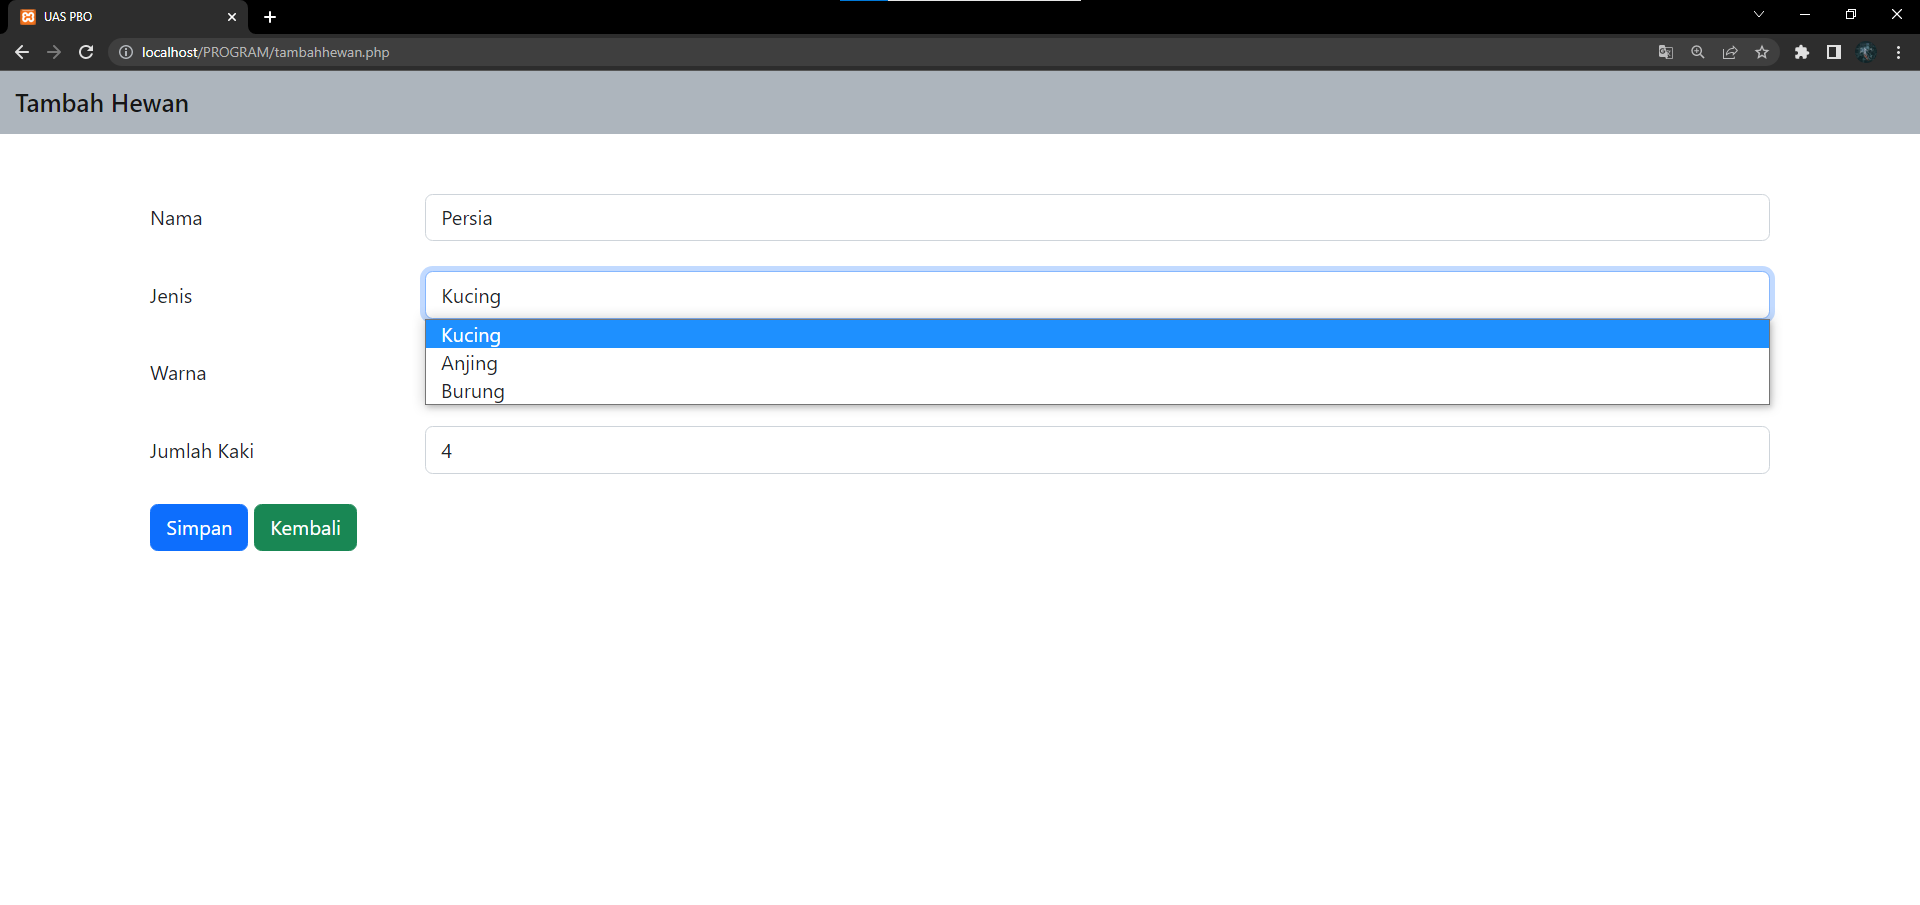 UAS PBO
localhost/PROGRAM/tambahhewan.php
Tambah Hewan
Nama
Persia
Jenis
Kucing
Kucing
Anjing
Burung
Warna
Jumlah Kaki
4
Simpan
Kembali